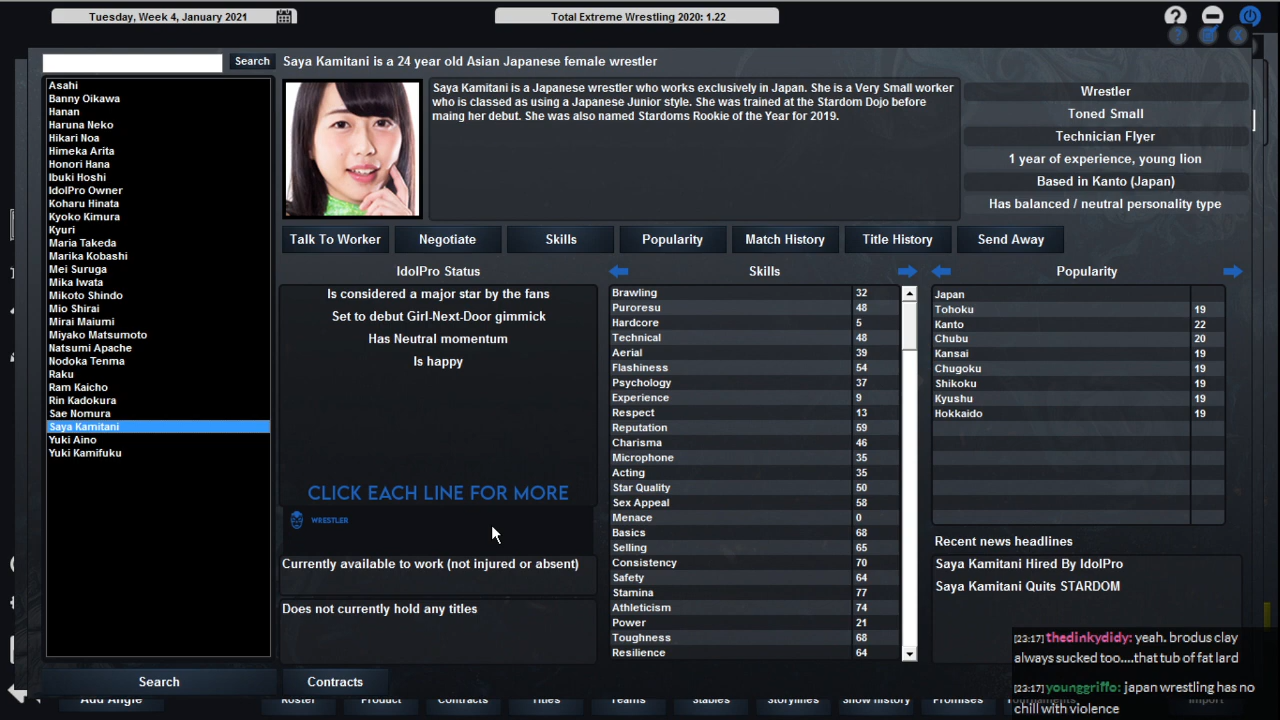 Tuesday, Week 4, January 2021
Total Extreme Wrestling 2020: 1.22
Search
Saya Kamitani is a 24 year old Asian Japanese female wrestler
Asahi
Banny Oikawa
Hanan
Haruna Neko
Hikari Noa
Himeka Arita
Honori Hana
Ibuki Hoshi
IdolPro Owner
Koharu Hinata
Kyoko Kimura
Kyuri
Maria Takeda
Marika Kobashi
Mei Suruga
Mika Iwata
Mikoto Shindo
Mio Shirai
Mirai Maiumi
Miyako Matsumoto
Natsumi Apache
Nodoka Tenma
Raku
Ram Kaicho
Rin Kadokura
Sae Nomura
Saya Kamitani
Yuki Aino
Yuki Kamifuku
Saya Kamitani is a Japanese wrestler who works exclusively in Japan. She is a Very Small worker
who is classed as using a Japanese Junior style. She was trained at the Stardom Dojo before
maing her debut. She was also named Stardoms Rookie of the Year for 2019.
Wrestler
Toned Small
Technician Flyer
1 year of experience, young lion
Based in Kanto (Japan)
Has balanced / neutral personality type
Talk To Worker Negotiate Skills Popularity Match History Title History Send Away
IdolPro Status
Is considered a major star by the fans
Set to debut Girl-Next-Door gimmick
Has Neutral momentum
Is happy
CLICK EACH LINE FOR MORE
WRESTLER
Currently available to work (not injured or absent)
Does not currently hold any titles
Skills
Brawling 32
Puroresu 48
Hardcore 5
Technical 48
Aerial 39
Flashiness 54
Psychology 37
Experience 9
Respect 13
Reputation 59
Charisma 46
Microphone 35
Acting 35
Star Quality 50
Sex Appeal 58
Menace 0
Basics 68
Selling 65
Consistency 70
Safety 64
Stamina 77
Athleticism 74
Power 21
Toughness 68
Resilience 64
Popularity
Japan
Tohoku 19
Kanto 22
Chubu 20
Kansai 19
Chugoku 19
Shikoku 19
Kyushu 19
Hokkaido 19
Recent news headlines
Saya Kamitani Hired By IdolPro
Saya Kamitani Quits STARDOM
[23:17] thedinkydidy: yeah. brodus clay
always sucked too....that tub of fat lard
[23:17] younggriffo: japan wrestling has no
chill with violence
Search Contracts
Add Angle Roster Product Contracts Titles Teams Stables Storylines Show History Promises Tournaments Import